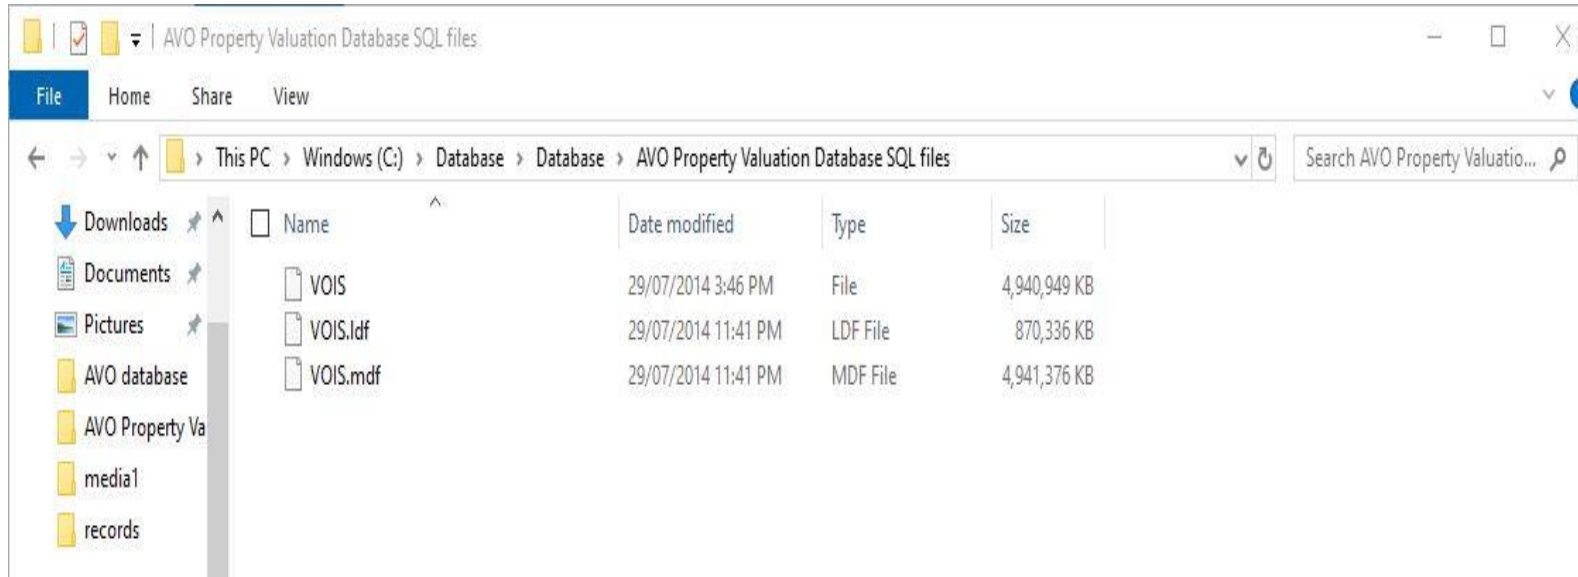 AVO Property Valuation Database SQL files
File Home Share View
This PC > Windows (C:) > Database > Database > AVO Property Valuation Database SQL files Search AVO Property Valuatio...
Downloads
Documents
Pictures
AVO database
AVO Property Va
media1
records
Name Date modified Type Size
VOIS 29/07/2014 3:46 PM File 4,940,949 KB
VOIS.ldf 29/07/2014 11:41 PM LDF File 870,336 KB
VOIS.mdf 29/07/2014 11:41 PM MDF File 4,941,376 KB